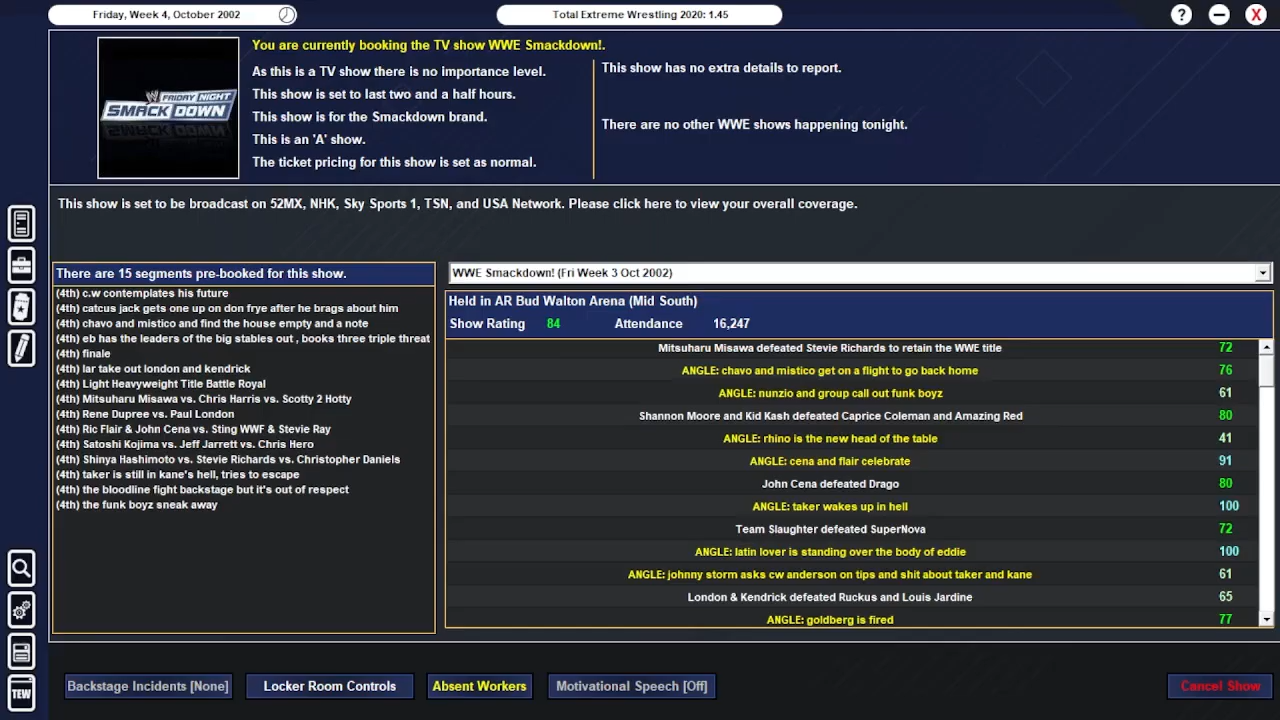 Friday, Week 4, October 2002
Total Extreme Wrestling 2020: 1.45
?
X
FRIDAY NIGHT
SMACKDOWN
You are currently booking the TV show WWE Smackdown!.
As this is a TV show there is no importance level.
This show is set to last two and a half hours.
This show is for the Smackdown brand.
This is an 'A' show.
The ticket pricing for this show is set as normal.
This show has no extra details to report.
There are no other WWE shows happening tonight.
This show is set to be broadcast on 52MX, NHK, Sky Sports 1, TSN, and USA Network. Please click here to view your overall coverage.
There are 15 segments pre-booked for this show.
(4th) c.w contemplates his future
(4th) catcus jack gets one up on don frye after he brags about him
(4th) chavo and mistico and find the house empty and a note
(4th) eb has the leaders of the big stables out , books three triple threat
(4th) finale
(4th) lar take out london and kendrick
(4th) Light Heavyweight Title Battle Royal
(4th) Mitsuharu Misawa vs. Chris Harris vs. Scotty 2 Hotty
(4th) Rene Dupree vs. Paul London
(4th) Ric Flair & John Cena vs. Sting WWF & Stevie Ray
(4th) Satoshi Kojima vs. Jeff Jarrett vs. Chris Hero
(4th) Shinya Hashimoto vs. Stevie Richards vs. Christopher Daniels
(4th) taker is still in kane's hell, tries to escape
(4th) the bloodline fight backstage but it's out of respect
(4th) the funk boyz sneak away
WWE Smackdown! (Fri Week 3 Oct 2002)
Held in AR Bud Walton Arena (Mid South)
Show Rating 84 Attendance 16,247
Mitsuharu Misawa defeated Stevie Richards to retain the WWE title 72
ANGLE: chavo and mistico get on a flight to go back home 76
ANGLE: nunzio and group call out funk boyz 61
Shannon Moore and Kid Kash defeated Caprice Coleman and Amazing Red 80
ANGLE: rhino is the new head of the table 41
ANGLE: cena and flair celebrate 91
John Cena defeated Drago 80
ANGLE: taker wakes up in hell 100
Team Slaughter defeated SuperNova 72
ANGLE: latin lover is standing over the body of eddie 100
ANGLE: johnny storm asks cw anderson on tips and shit about taker and kane 61
London & Kendrick defeated Ruckus and Louis Jardine 65
ANGLE: goldberg is fired 77
TEW
Backstage Incidents [None]
Locker Room Controls
Absent Workers
Motivational Speech [Off]
Cancel Show